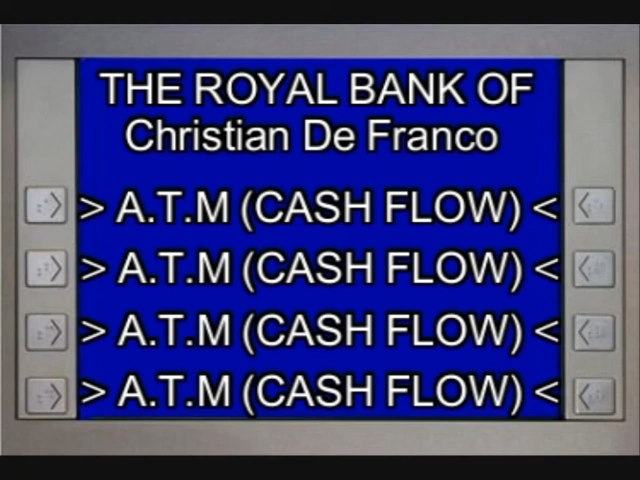 THE ROYAL BANK OF
Christian De Franco
> A.T.M (CASH FLOW) <
> A.T.M (CASH FLOW) <
> A.T.M (CASH FLOW) <
> A.T.M (CASH FLOW) <